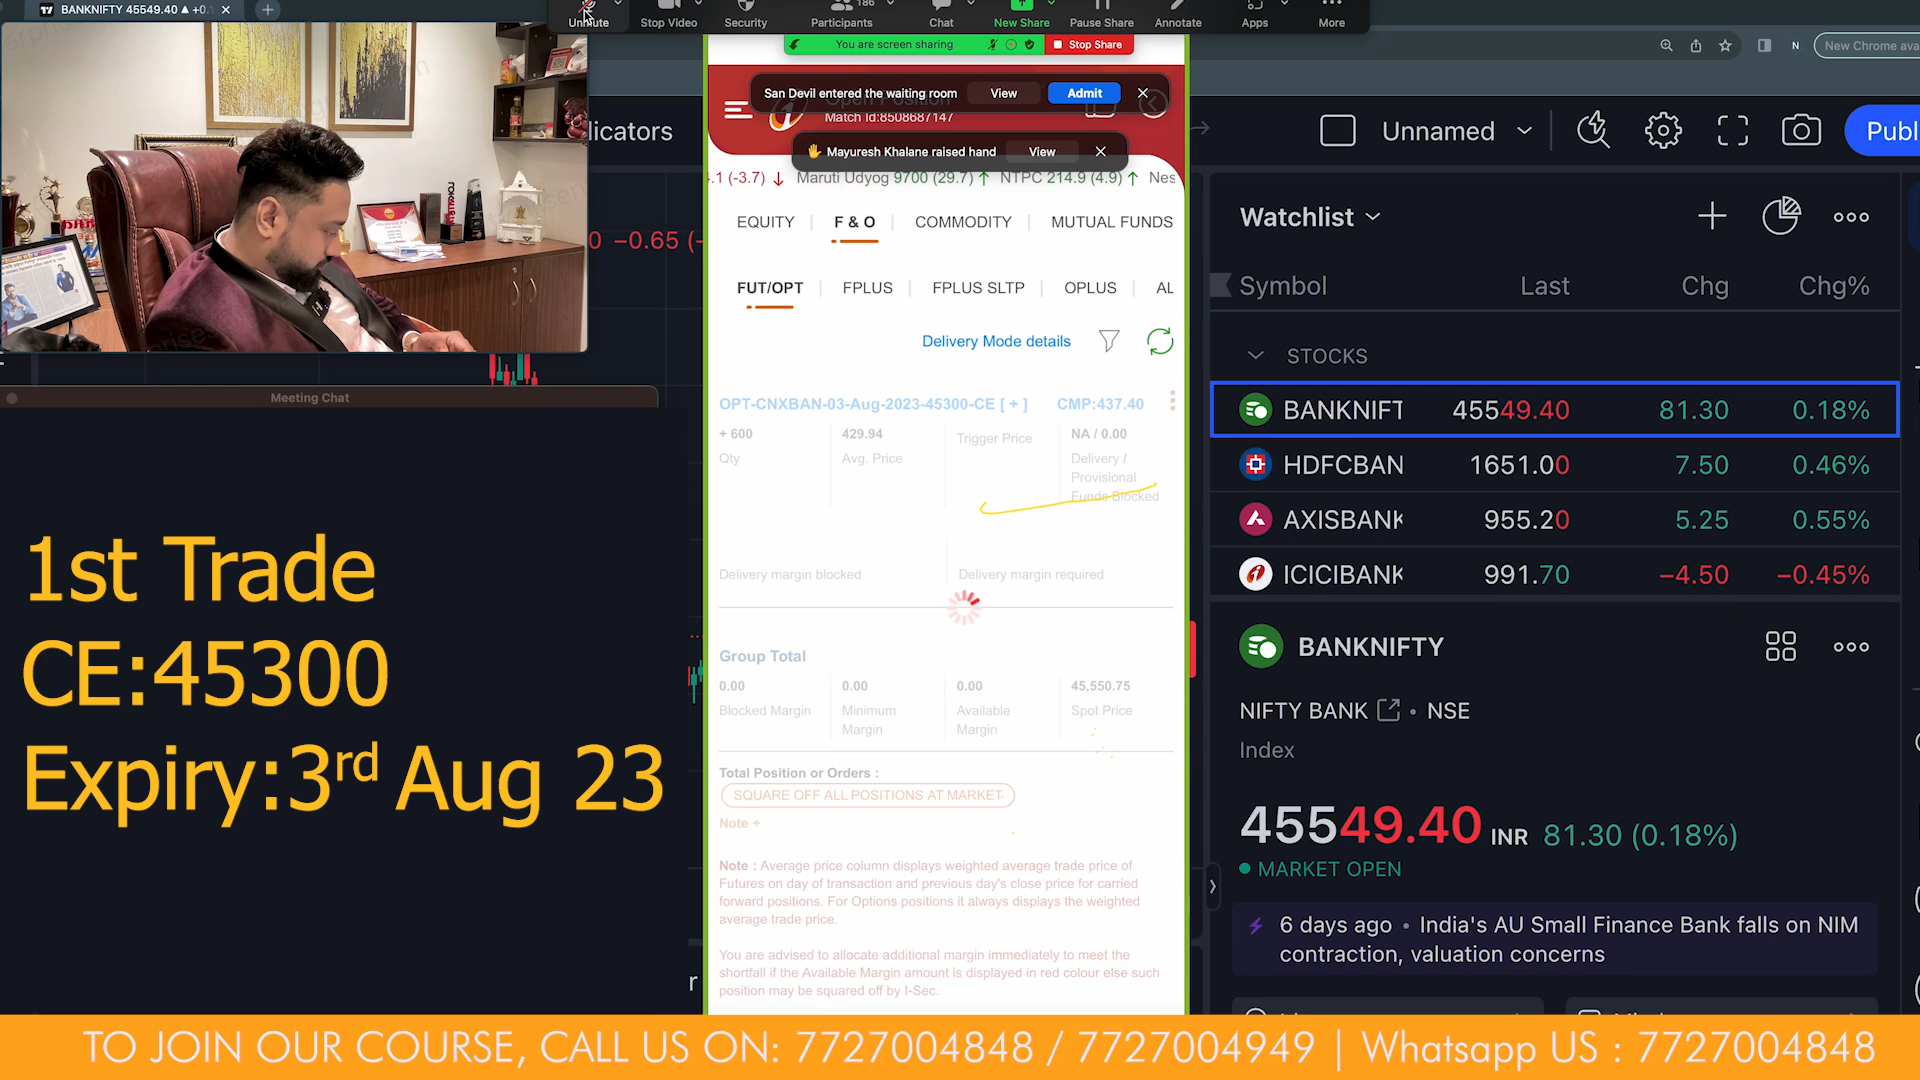 BANKNIFTY 45549.40 ▲ +0.
Unmute
Stop Video
Security
Participants
186
Chat
New Share
Pause Share
Annotate
Apps
More
You are screen sharing
Stop Share
San Devil entered the waiting room
View
Admit
Open Position
Match Id:8508687147
Mayuresh Khalane raised hand
View
.1 (-3.7) ↓ Maruti Udyog 9700 (29.7) ↑ NTPC 214.9 (4.9) ↑ Nes
EQUITY
F & O
COMMODITY
MUTUAL FUNDS
FUT/OPT
FPLUS
FPLUS SLTP
OPLUS
AL
Delivery Mode details
OPT-CNXBAN-03-Aug-2023-45300-CE [ + ]
CMP:437.40
+ 600
Qty
429.94
Avg. Price
Trigger Price
NA / 0.00
Delivery /
Provisional
Funds Blocked
Delivery margin blocked
Delivery margin required
Group Total
0.00
Blocked Margin
0.00
Minimum
Margin
0.00
Available
Margin
45,550.75
Spot Price
Total Position or Orders :
SQUARE OFF ALL POSITIONS AT MARKET
Note +
Note : Average price column displays weighted average trade price of
Futures on day of transaction and previous day's close price for carried
forward positions. For Options positions it always displays the weighted
average trade price.
You are advised to allocate additional margin immediately to meet the
shortfall if the Available Margin amount is displayed in red colour else such
position may be squared off by I-Sec.
licators
0 −0.65 (-
Meeting Chat
1st Trade
CE:45300
Expiry:3rd Aug 23
N
New Chrome ava
Unnamed
Publ
Watchlist
Symbol Last Chg Chg%
STOCKS
BANKNIFT 45549.40 81.30 0.18%
HDFCBAN 1651.00 7.50 0.46%
AXISBANK 955.20 5.25 0.55%
ICICIBANK 991.70 −4.50 −0.45%
BANKNIFTY
NIFTY BANK • NSE
Index
45549.40 INR 81.30 (0.18%)
MARKET OPEN
6 days ago • India's AU Small Finance Bank falls on NIM
contraction, valuation concerns
TO JOIN OUR COURSE, CALL US ON: 7727004848 / 7727004949 | Whatsapp US : 7727004848